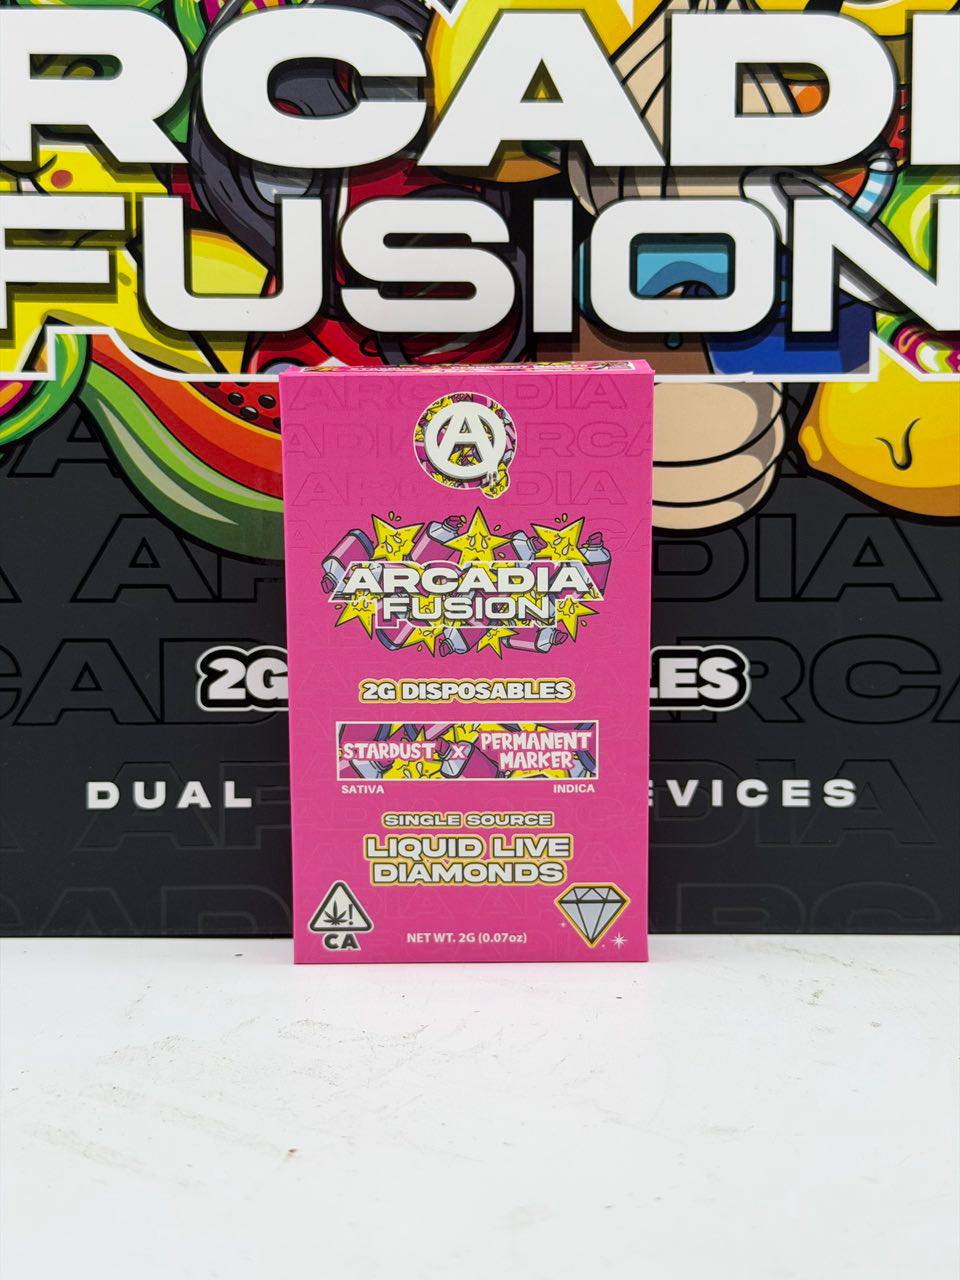 RCADI
FUSION
ARCADIA
FUSION
2G DISPOSABLES
2G
LES
STARDUST X PERMANENT MARKER
SATIVA
INDICA
DUAL
EVICES
SINGLE SOURCE
LIQUID LIVE
DIAMONDS
CA
NET WT. 2G (0.07oz)